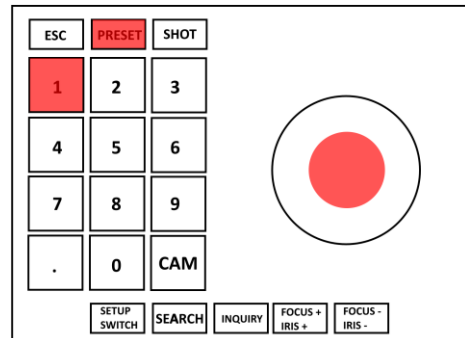 ESC PRESET SHOT
1 2 3
4 5 6
7 8 9
. 0 CAM
SETUP SWITCH
SEARCH
INQUIRY
FOCUS +
IRIS +
FOCUS -
IRIS -